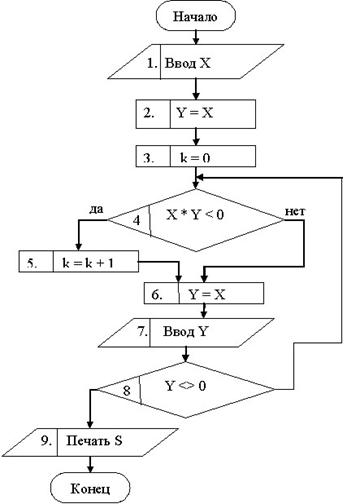 Начало
1. Ввод X
2. Y = X
3. k = 0
4 X * Y < 0
да
нет
5. k = k + 1
6. Y = X
7. Ввод Y
8 Y <> 0
9. Печать S
Конец